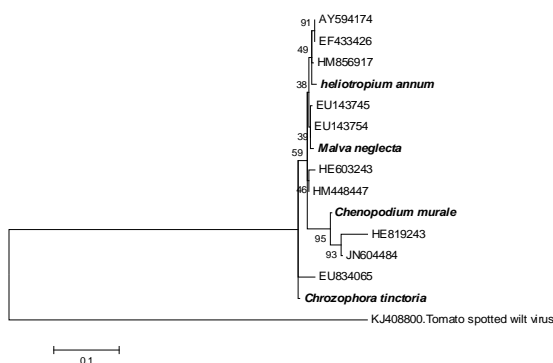 91
AY594174
EF433426
49
HM856917
38
heliotropium annum
EU143745
EU143754
39
Malva neglecta
59
HE603243
46
HM448447
Chenopodium murale
95
HE819243
93
JN604484
EU834065
Chrozophora tinctoria
KJ408800.Tomato spotted wilt virus
0.1